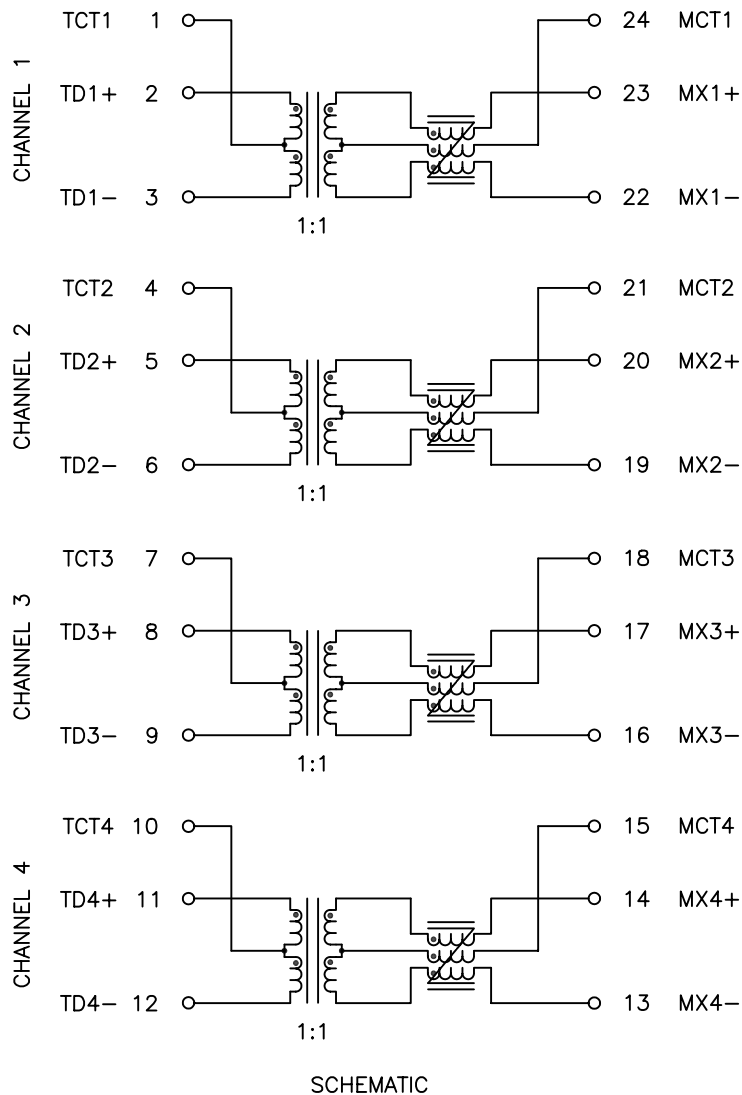 CHANNEL 1
TCT1 1 24 MCT1
TD1+ 2 23 MX1+
TD1− 3 22 MX1−
1:1
CHANNEL 2
TCT2 4 21 MCT2
TD2+ 5 20 MX2+
TD2− 6 19 MX2−
1:1
CHANNEL 3
TCT3 7 18 MCT3
TD3+ 8 17 MX3+
TD3− 9 16 MX3−
1:1
CHANNEL 4
TCT4 10 15 MCT4
TD4+ 11 14 MX4+
TD4− 12 13 MX4−
1:1
SCHEMATIC